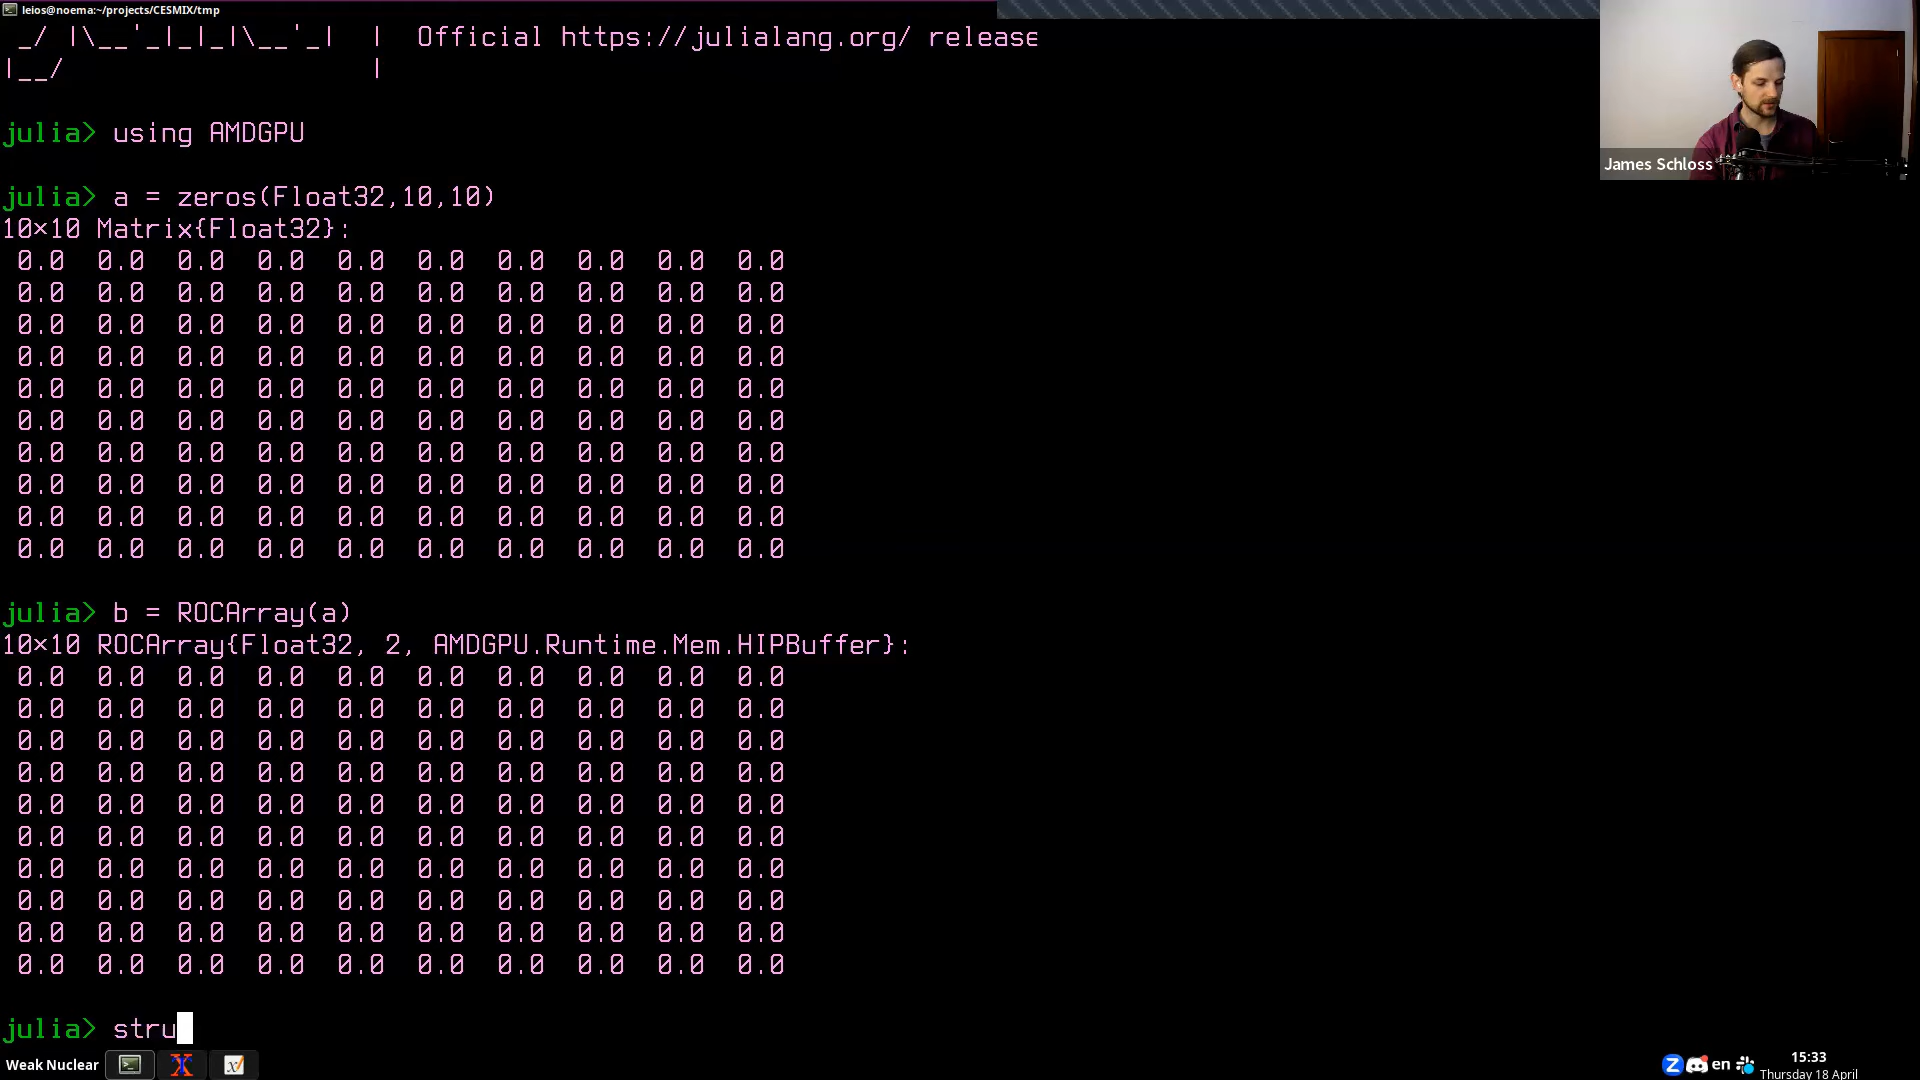 leios@noema:~/projects/CESMIX/tmp
_/ |\__'_|_|_|\__'_| | Official https://julialang.org/ release
|__/ |
julia> using AMDGPU
julia> a = zeros(Float32,10,10)
10×10 Matrix{Float32}:
0.0 0.0 0.0 0.0 0.0 0.0 0.0 0.0 0.0 0.0
0.0 0.0 0.0 0.0 0.0 0.0 0.0 0.0 0.0 0.0
0.0 0.0 0.0 0.0 0.0 0.0 0.0 0.0 0.0 0.0
0.0 0.0 0.0 0.0 0.0 0.0 0.0 0.0 0.0 0.0
0.0 0.0 0.0 0.0 0.0 0.0 0.0 0.0 0.0 0.0
0.0 0.0 0.0 0.0 0.0 0.0 0.0 0.0 0.0 0.0
0.0 0.0 0.0 0.0 0.0 0.0 0.0 0.0 0.0 0.0
0.0 0.0 0.0 0.0 0.0 0.0 0.0 0.0 0.0 0.0
0.0 0.0 0.0 0.0 0.0 0.0 0.0 0.0 0.0 0.0
0.0 0.0 0.0 0.0 0.0 0.0 0.0 0.0 0.0 0.0
julia> b = ROCArray(a)
10×10 ROCArray{Float32, 2, AMDGPU.Runtime.Mem.HIPBuffer}:
0.0 0.0 0.0 0.0 0.0 0.0 0.0 0.0 0.0 0.0
0.0 0.0 0.0 0.0 0.0 0.0 0.0 0.0 0.0 0.0
0.0 0.0 0.0 0.0 0.0 0.0 0.0 0.0 0.0 0.0
0.0 0.0 0.0 0.0 0.0 0.0 0.0 0.0 0.0 0.0
0.0 0.0 0.0 0.0 0.0 0.0 0.0 0.0 0.0 0.0
0.0 0.0 0.0 0.0 0.0 0.0 0.0 0.0 0.0 0.0
0.0 0.0 0.0 0.0 0.0 0.0 0.0 0.0 0.0 0.0
0.0 0.0 0.0 0.0 0.0 0.0 0.0 0.0 0.0 0.0
0.0 0.0 0.0 0.0 0.0 0.0 0.0 0.0 0.0 0.0
0.0 0.0 0.0 0.0 0.0 0.0 0.0 0.0 0.0 0.0
julia> stru
James Schloss
Weak Nuclear
Z en 15:33
Thursday 18 April